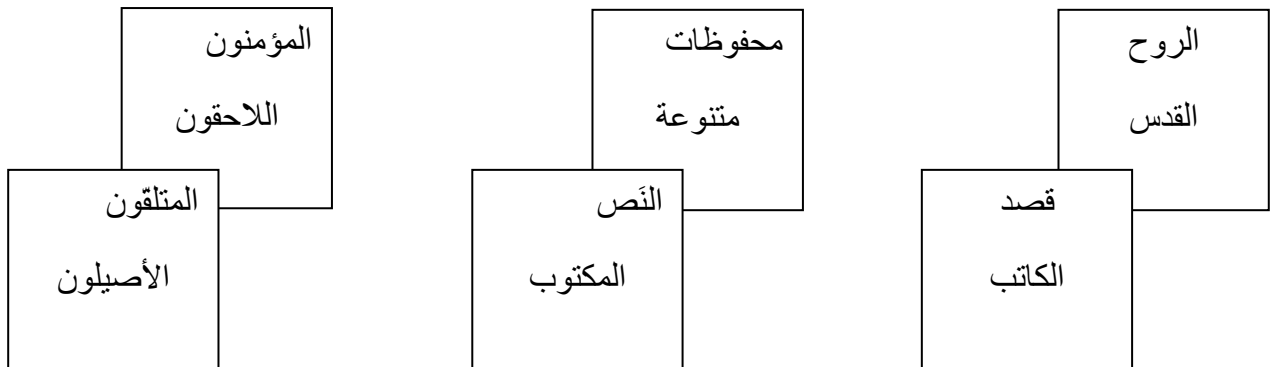 الروح
القدس
قصد
الكاتب
محفوظات
متنوعة
النَص
المكتوب
المؤمنون
اللاحقون
المتلقّون
الأصيلون